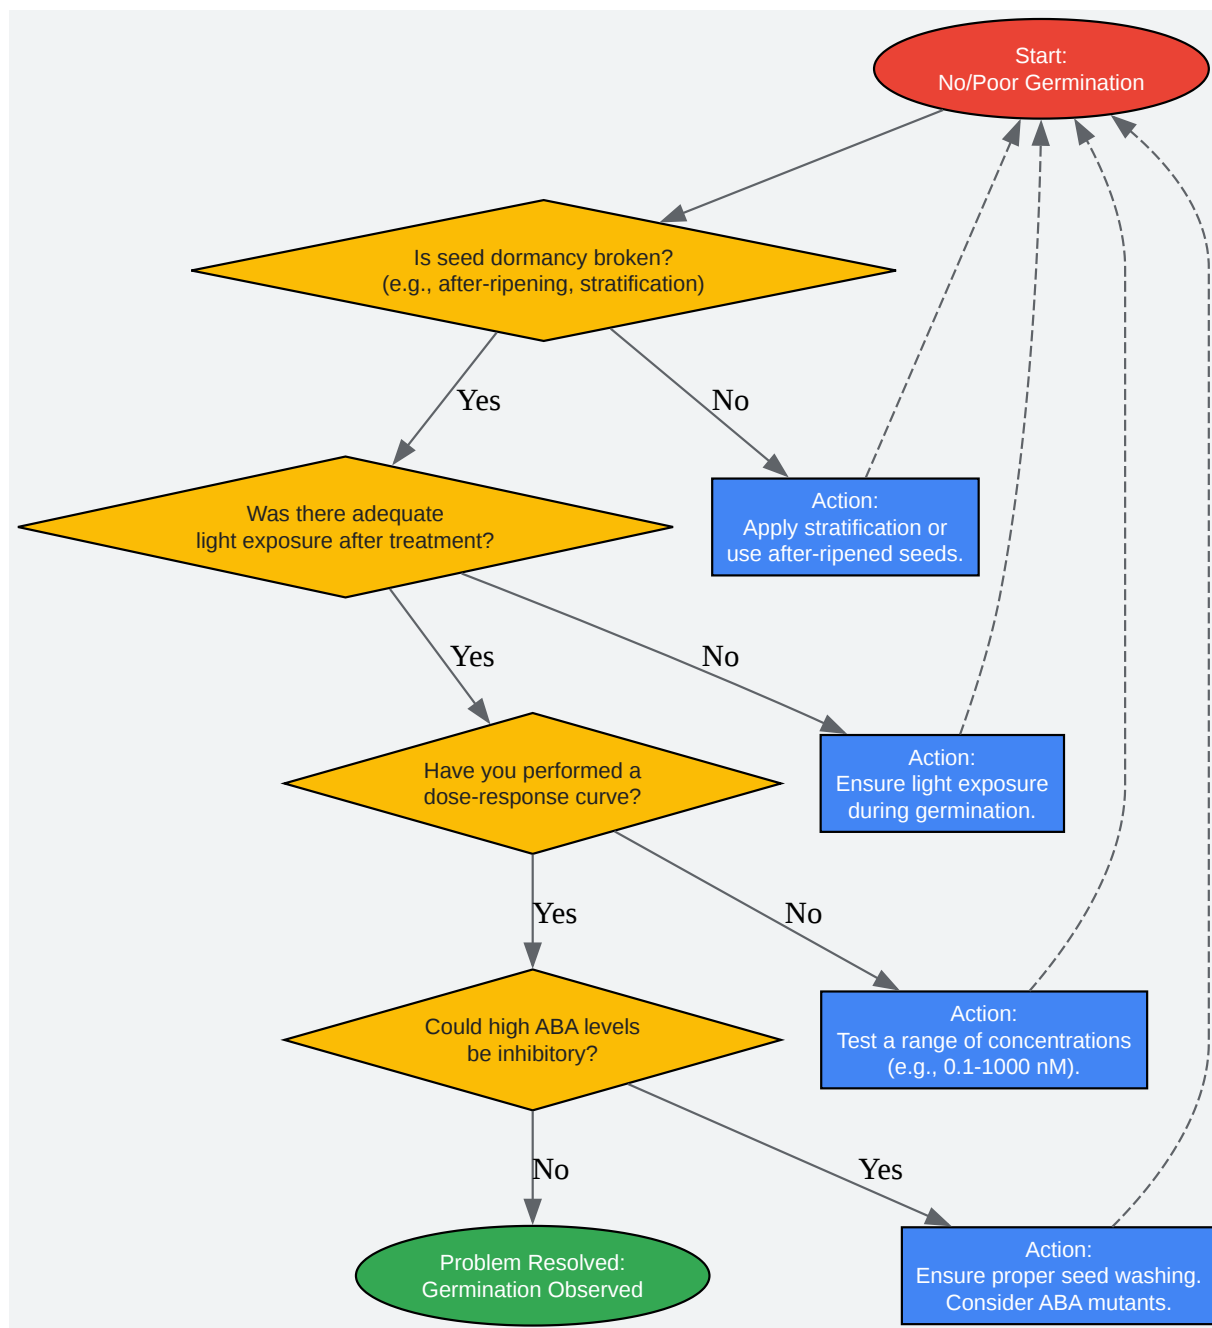 Start:
No/Poor Germination
Is seed dormancy broken?
(e.g., after-ripening, stratification)
Yes
No
Was there adequate
light exposure after treatment?
Action:
Apply stratification or
use after-ripened seeds.
Yes
No
Have you performed a
dose-response curve?
Action:
Ensure light exposure
during germination.
Yes
No
Could high ABA levels
be inhibitory?
Action:
Test a range of concentrations
(e.g., 0.1-1000 nM).
No
Yes
Problem Resolved:
Germination Observed
Action:
Ensure proper seed washing.
Consider ABA mutants.